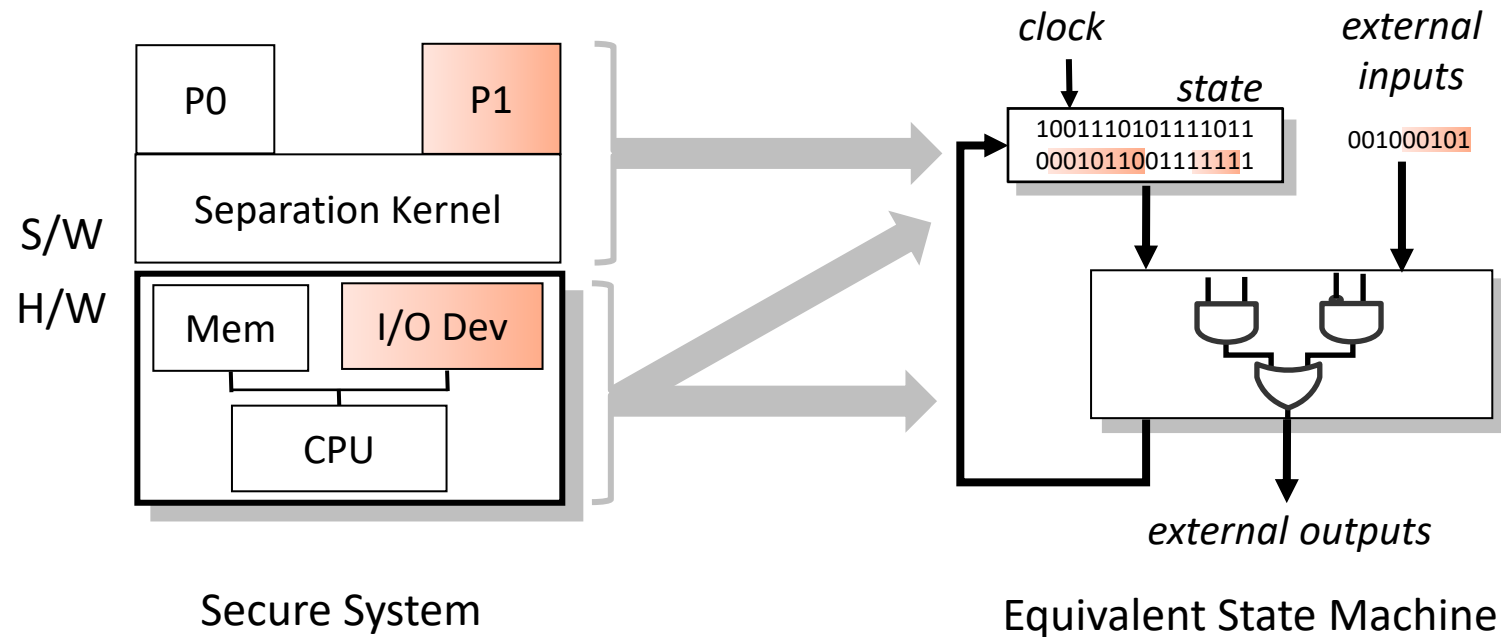 P0
P1
Separation Kernel
S/W
H/W
Mem
I/O Dev
CPU
Secure System
clock
external
inputs
state
1001110101111011
0001011001111111
001000101
external outputs
Equivalent State Machine